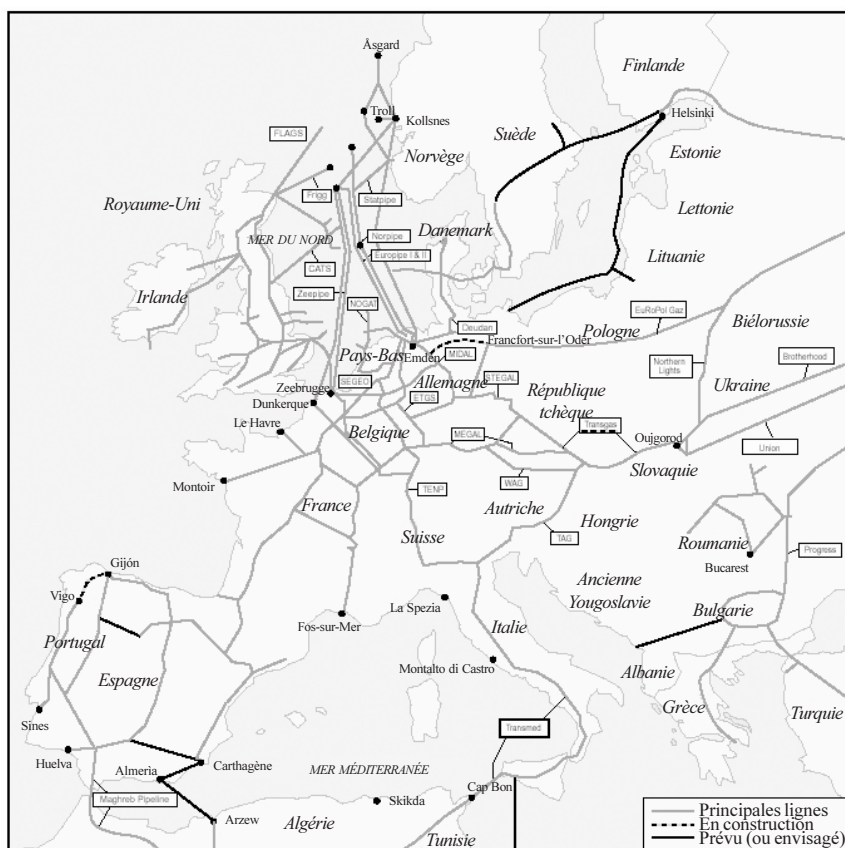 Åsgard
Finlande
Troll
Kollsnes
Helsinki
FLAGS
Suède
Estonie
Norvège
Royaume-Uni
Frigg
Statpipe
Lettonie
Danemark
Norpipe
MER DU NORD
Europipe I & II
Lituanie
CATS
Irlande
Zeepipe
NOGAT
EuRoPol Gaz
Biélorussie
Deudan
Pologne
Francfort-sur-l'Oder
Pays-Bas
Emden
MIDAL
Brotherhood
Northern
Lights
Zeebrugge
SEGEO
Allemagne
STEGAL
Ukraine
Dunkerque
ETGS
République
tchèque
Le Havre
Belgique
MEGAL
Transgas
Oujgorod
Union
Slovaquie
Montoir
France
TENP
WAG
Autriche
Hongrie
Suisse
TAG
Roumanie
Progress
Gijón
Bucarest
Ancienne
Yougoslavie
Vigo
La Spezia
Bulgarie
Portugal
Fos-sur-Mer
Italie
Espagne
Montalto di Castro
Albanie
Grèce
Turquie
Sines
Transmed
Huelva
Almeria
Carthagène
MER MÉDITERRANÉE
Cap Bon
Maghreb Pipeline
Skikda
Arzew
Algérie
Tunisie
Principales lignes
En construction
Prévu (ou envisagé)